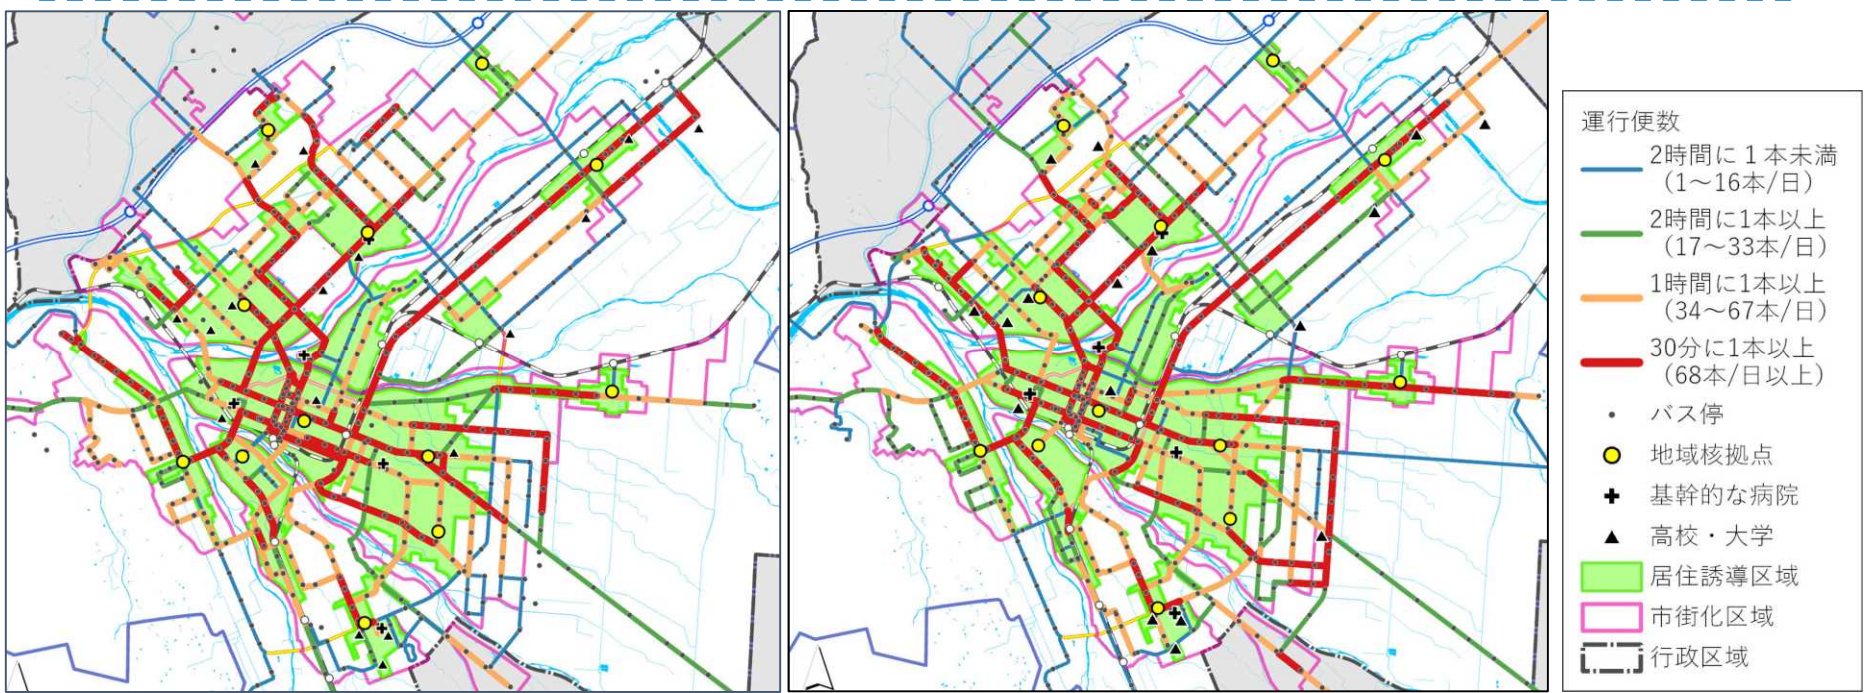 運行便数
2時間に1本未満
（1～16本/日）
2時間に1本以上
（17～33本/日）
1時間に1本以上
（34～67本/日）
30分に1本以上
（68本/日以上）
バス停
地域核拠点
基幹的な病院
高校・大学
居住誘導区域
市街化区域
行政区域